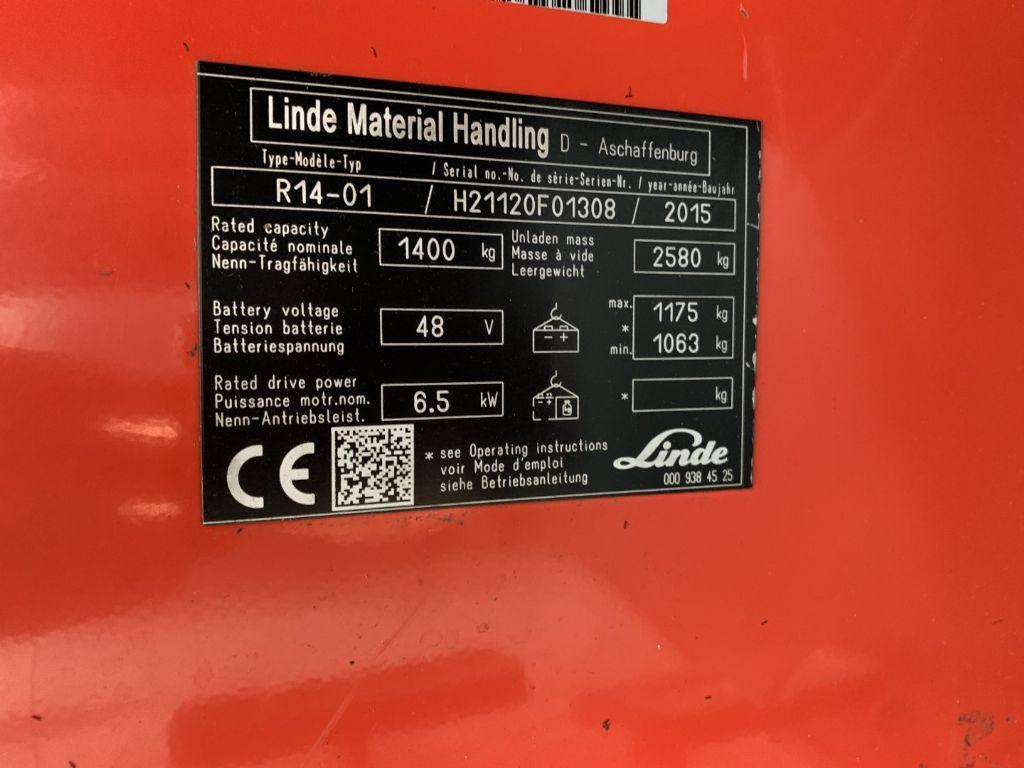 Linde Material Handling D - Aschaffenburg
Type-Modèle-Typ / Serial no.-No. de série-Serien-Nr. / year-année-Baujahr
R14-01 / H21120F01308 / 2015
Rated capacity
Capacité nominale
Nenn-Tragfähigkeit
1400 kg
Unladen mass
Masse à vide
Leergewicht
2580 kg
Battery voltage
Tension batterie
Batteriespannung
48 V
- +
max. 1175 kg
*
min. 1063 kg
Rated drive power
Puissance motr.nom.
Nenn-Antriebsleist.
6.5 kW
* kg
CE
* see Operating instructions
voir Mode d'emploi
siehe Betriebsanleitung
Linde
000 938 45 25